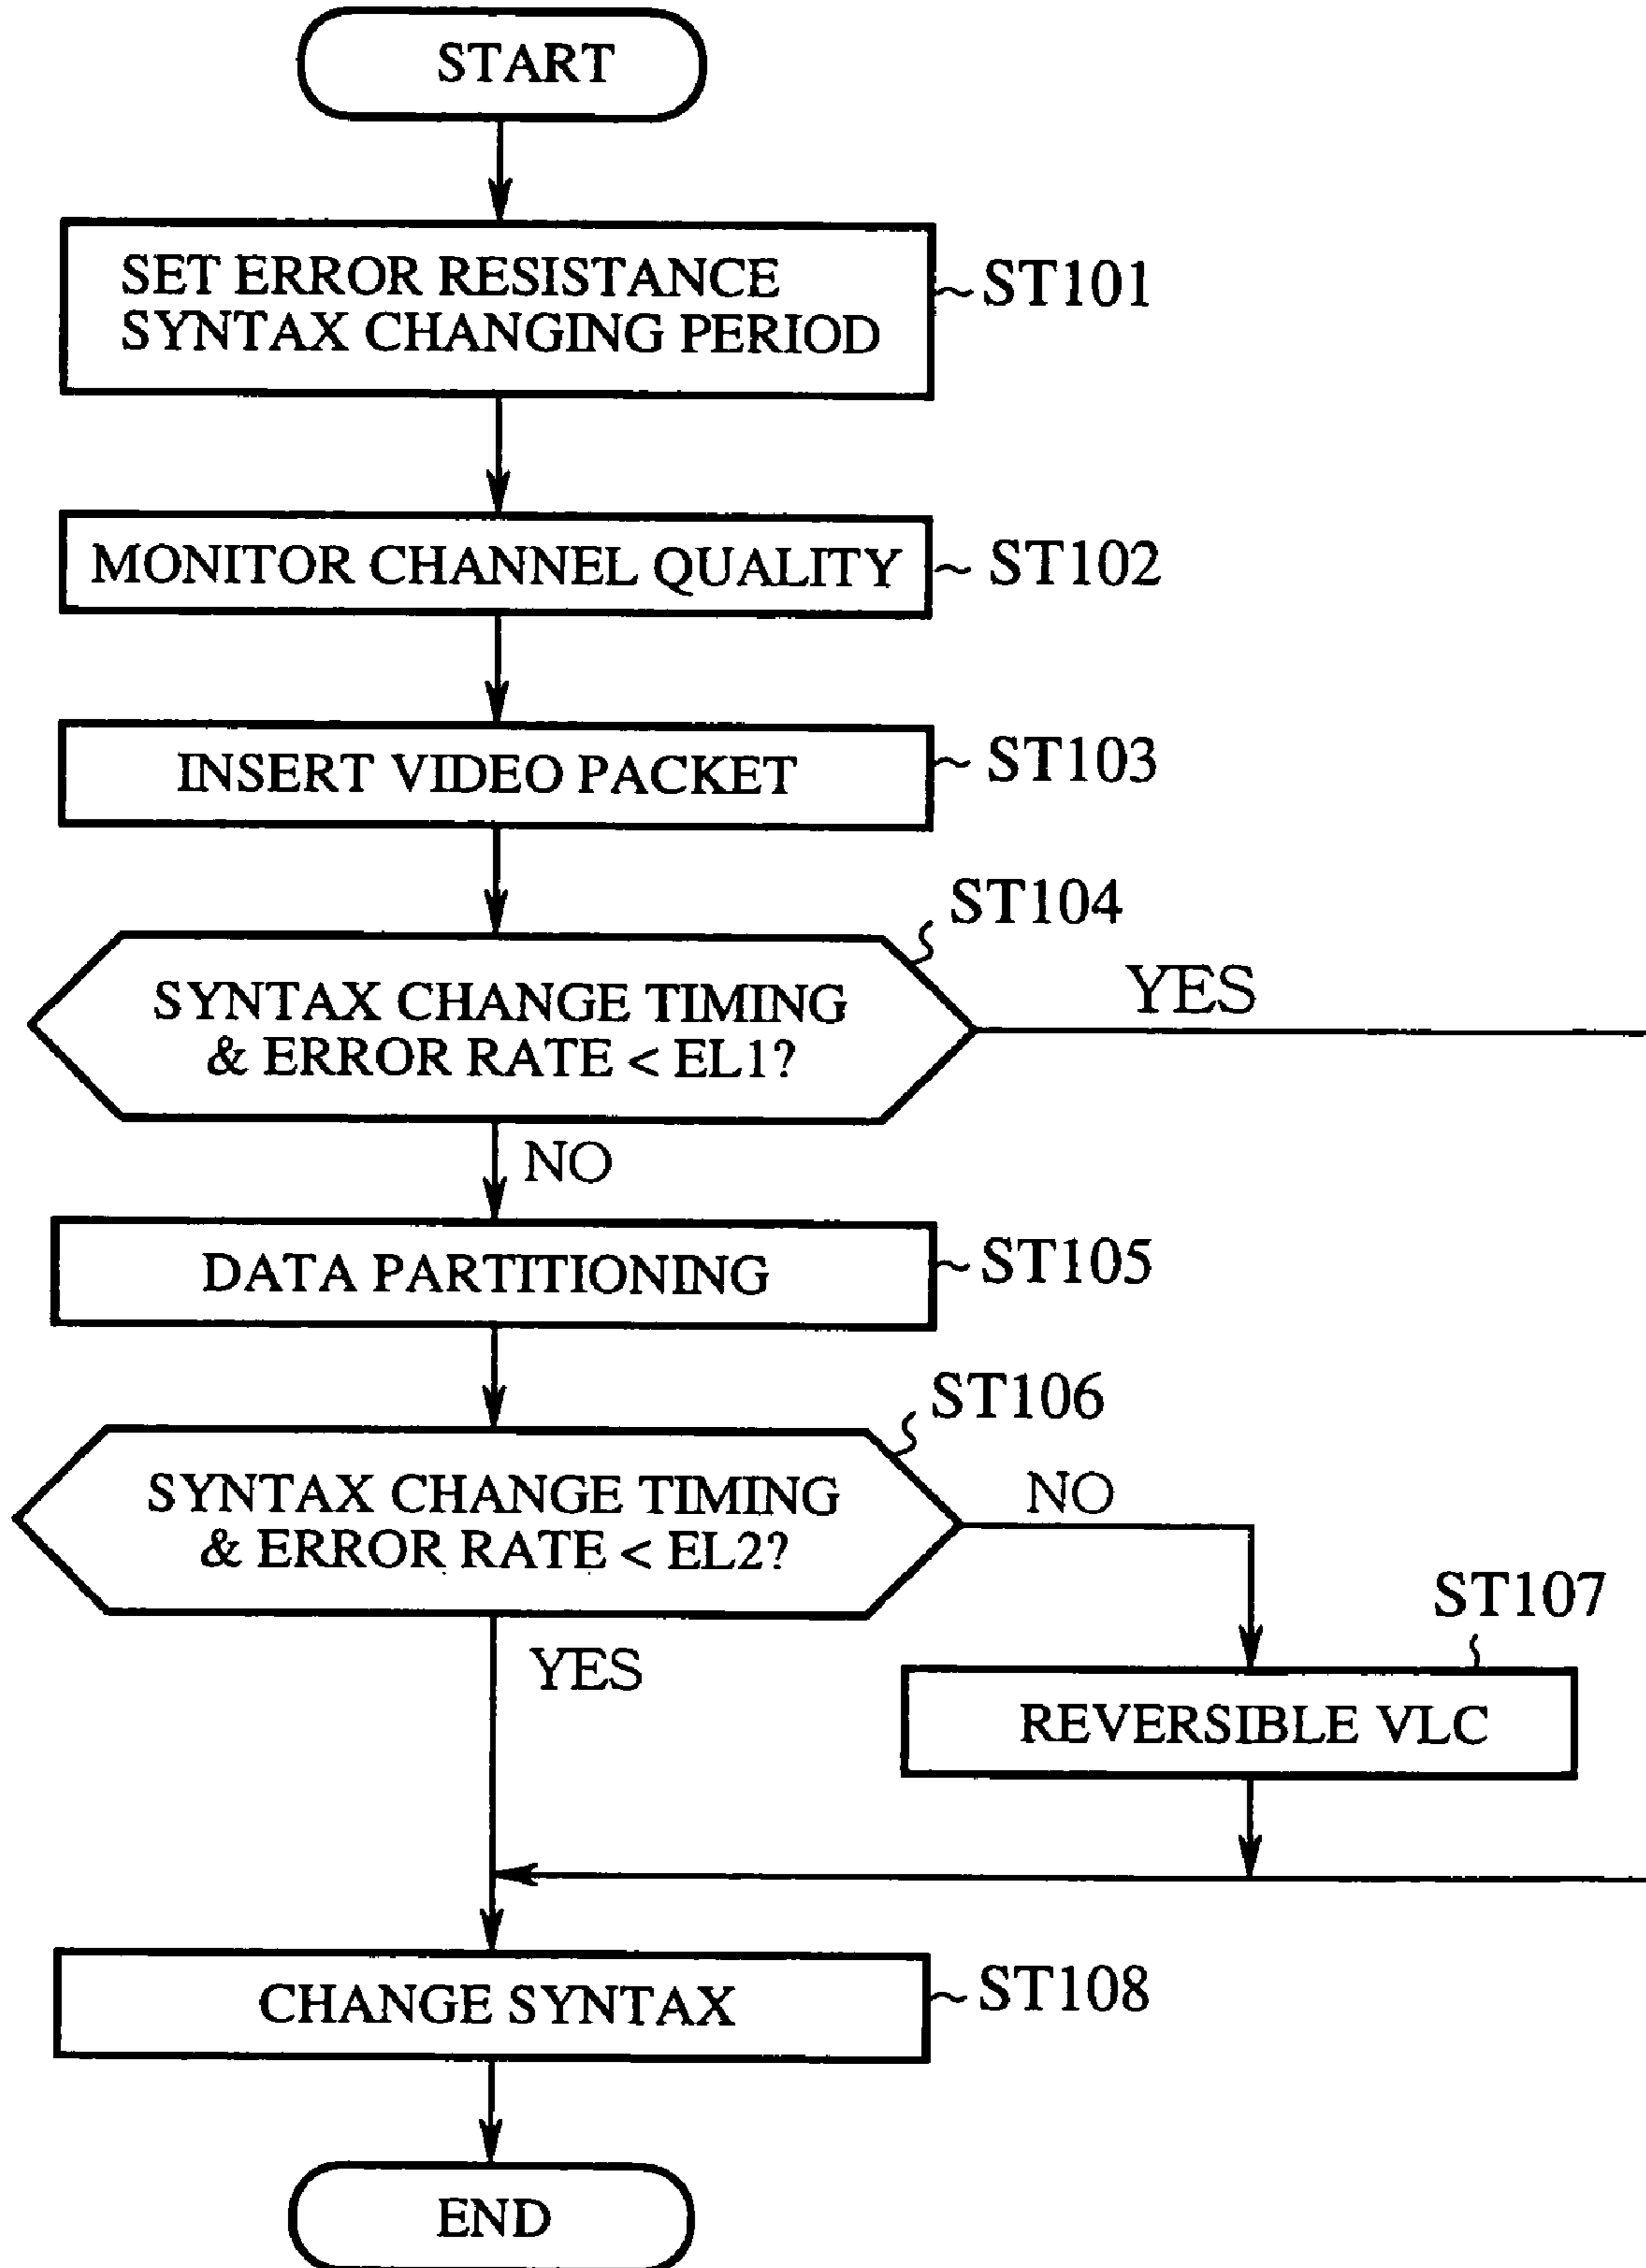 START
SET ERROR RESISTANCE
SYNTAX CHANGING PERIOD
ST101
MONITOR CHANNEL QUALITY
ST102
INSERT VIDEO PACKET
ST103
ST104
SYNTAX CHANGE TIMING
& ERROR RATE < EL1?
YES
NO
DATA PARTITIONING
ST105
ST106
SYNTAX CHANGE TIMING
& ERROR RATE < EL2?
NO
YES
ST107
REVERSIBLE VLC
CHANGE SYNTAX
ST108
END